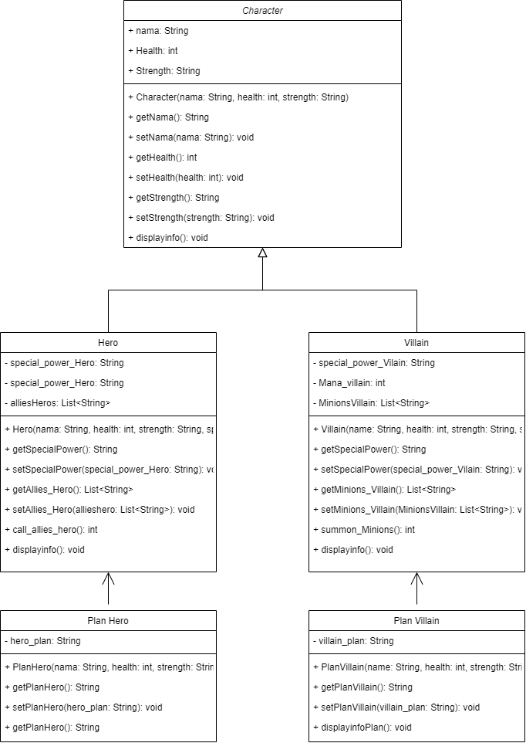 Character
+ nama: String
+ Health: int
+ Strength: String
+ Character(nama: String, health: int, strength: String)
+ getNama(): String
+ setNama(nama: String): void
+ getHealth(): int
+ setHealth(health: int): void
+ getStrength(): String
+ setStrength(strength: String): void
+ displayinfo(): void
Hero
- special_power_Hero: String
- special_power_Hero: String
- alliesHeros: List<String>
+ Hero(nama: String, health: int, strength: String, sp
+ getSpecialPower(): String
+ setSpecialPower(special_power_Hero: String): vo
+ getAllies_Hero(): List<String>
+ setAllies_Hero(allieshero: List<String>): void
+ call_allies_hero(): int
+ displayinfo(): void
Villain
- special_power_Vilain: String
- Mana_villain: int
- MinionsVillain: List<String>
+ Villain(name: String, health: int, strength: String, s
+ getSpecialPower(): String
+ setSpecialPower(special_power_Vilain: String): v
+ getMinions_Villain(): List<String>
+ setMinions_Villain(MinionsVillain: List<String>): v
+ summon_Minions(): int
+ displayinfo(): void
Plan Hero
- hero_plan: String
+ PlanHero(nama: String, health: int, strength: Strin
+ getPlanHero(): String
+ setPlanHero(hero_plan: String): void
+ getPlanHero(): String
Plan Villain
- villain_plan: String
+ PlanVillain(name: String, health: int, strength: Str
+ getPlanVillain(): String
+ setPlanVillain(villain_plan: String): void
+ displayinfoPlan(): void